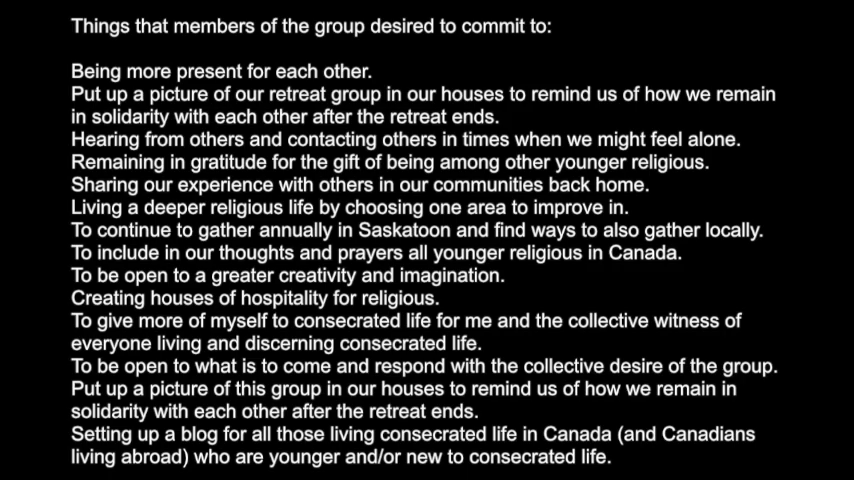 Things that members of the group desired to commit to:
Being more present for each other.
Put up a picture of our retreat group in our houses to remind us of how we remain
in solidarity with each other after the retreat ends.
Hearing from others and contacting others in times when we might feel alone.
Remaining in gratitude for the gift of being among other younger religious.
Sharing our experience with others in our communities back home.
Living a deeper religious life by choosing one area to improve in.
To continue to gather annually in Saskatoon and find ways to also gather locally.
To include in our thoughts and prayers all younger religious in Canada.
To be open to a greater creativity and imagination.
Creating houses of hospitality for religious.
To give more of myself to consecrated life for me and the collective witness of
everyone living and discerning consecrated life.
To be open to what is to come and respond with the collective desire of the group.
Put up a picture of this group in our houses to remind us of how we remain in
solidarity with each other after the retreat ends.
Setting up a blog for all those living consecrated life in Canada (and Canadians
living abroad) who are younger and/or new to consecrated life.